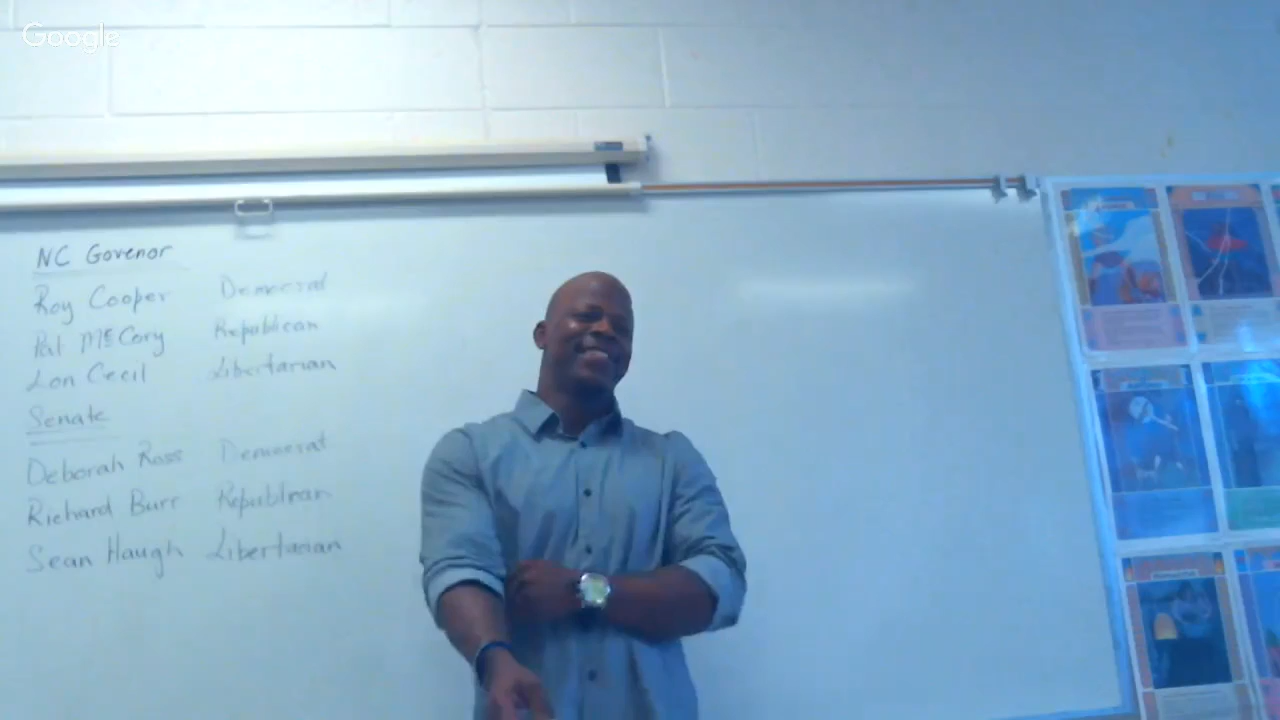 Google
NC Govenor
Roy Cooper Democrat
Pat McCory Republican
Lon Cecil Libertarian
Senate
Deborah Ross Democrat
Richard Burr Republican
Sean Haugh Libertarian